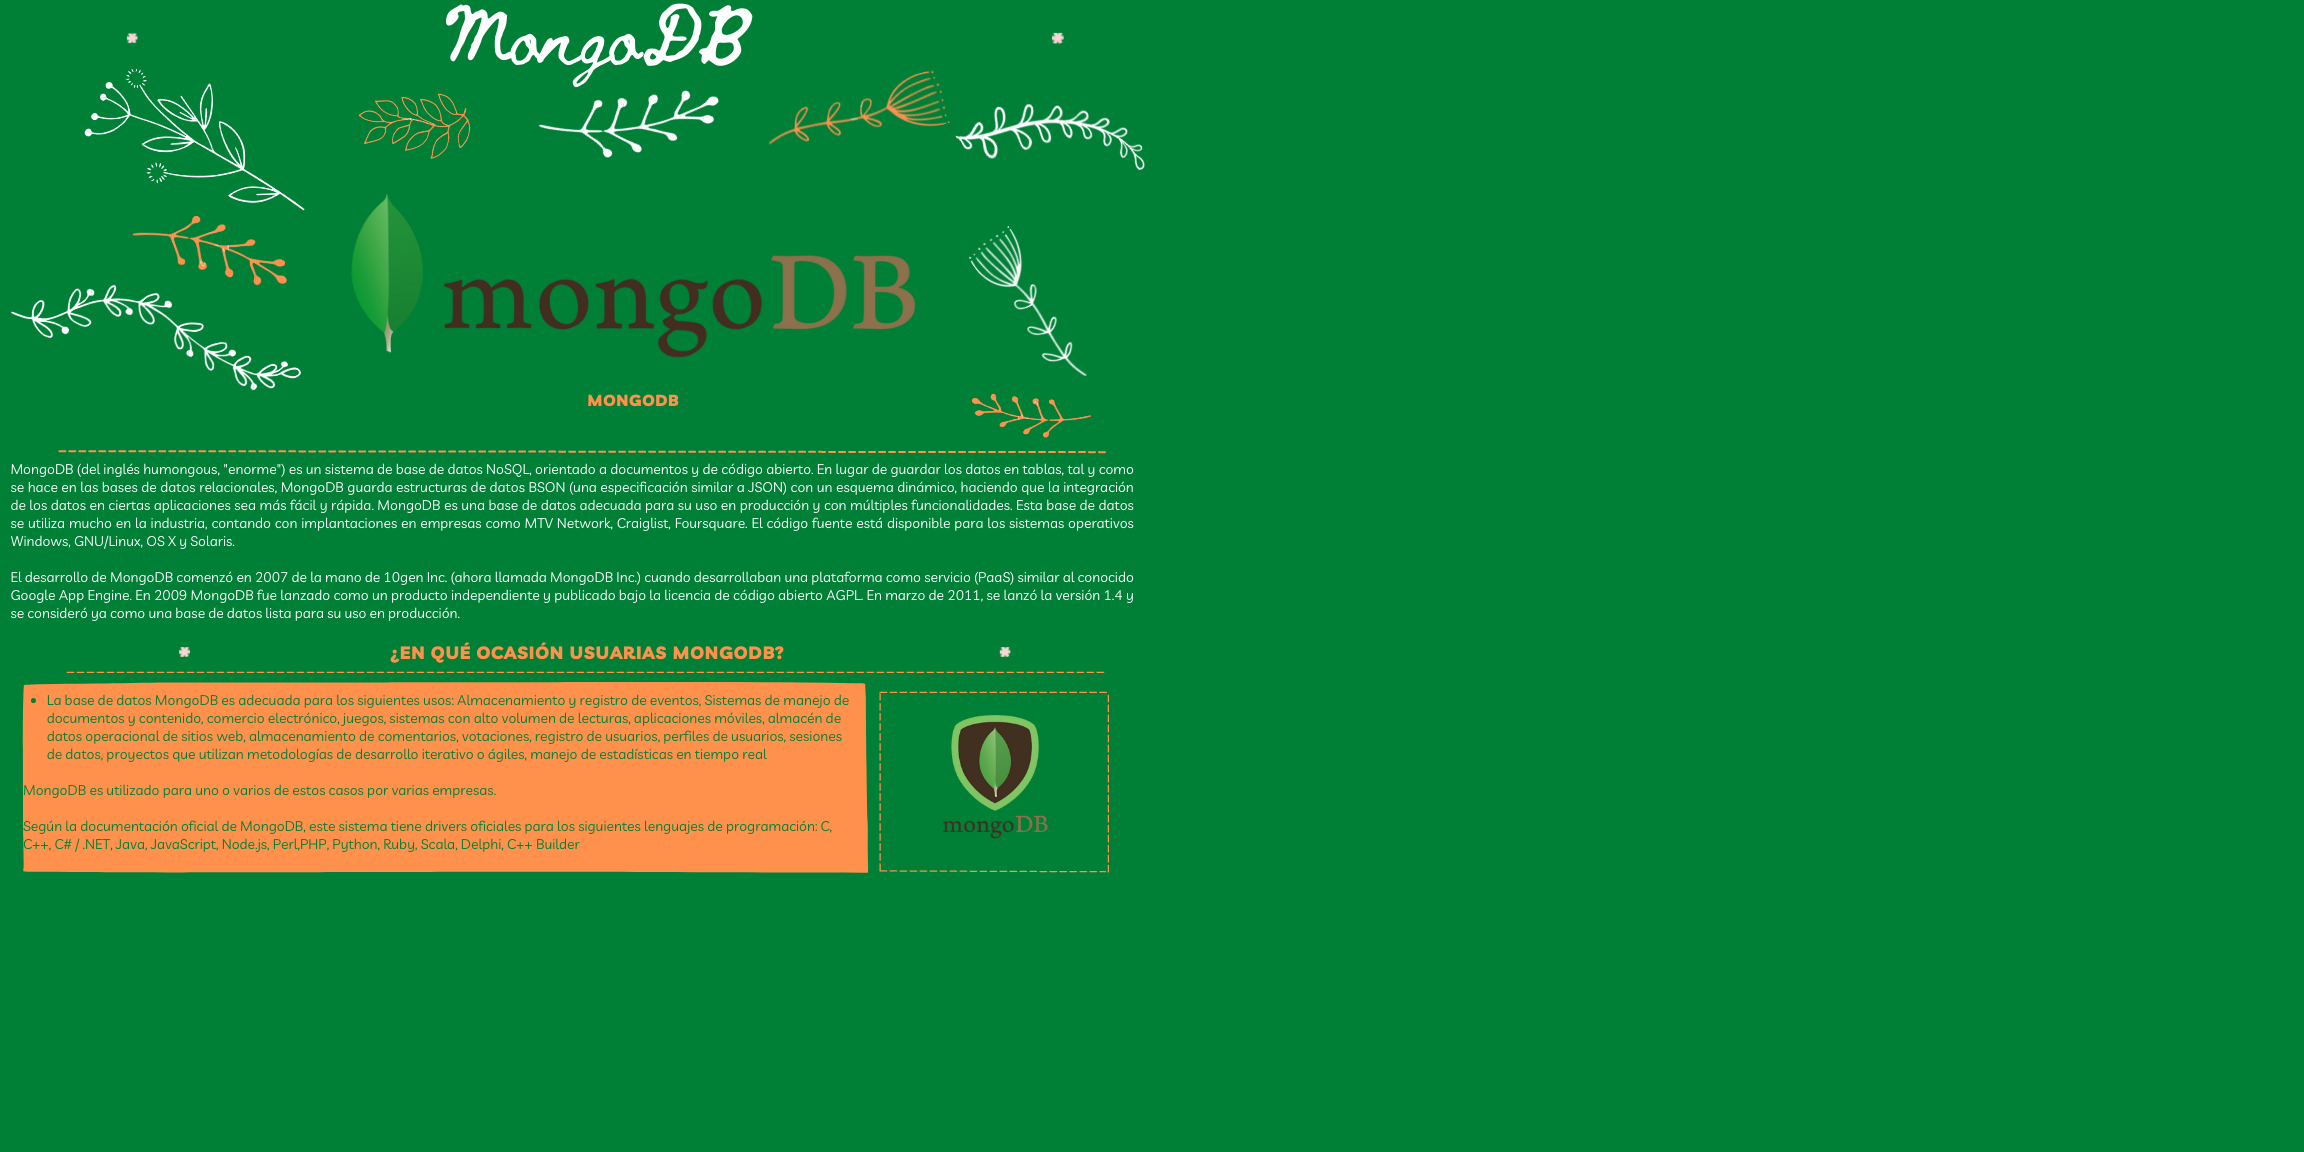 MongoDB
mongoDB
MONGODB
MongoDB (del inglés humongous, "enorme") es un sistema de base de datos NoSQL, orientado a documentos y de código abierto. En lugar de guardar los datos en tablas, tal y como
se hace en las bases de datos relacionales, MongoDB guarda estructuras de datos BSON (una especificación similar a JSON) con un esquema dinámico, haciendo que la integración
de los datos en ciertas aplicaciones sea más fácil y rápida. MongoDB es una base de datos adecuada para su uso en producción y con múltiples funcionalidades. Esta base de datos
se utiliza mucho en la industria, contando con implantaciones en empresas como MTV Network, Craiglist, Foursquare. El código fuente está disponible para los sistemas operativos
Windows, GNU/Linux, OS X y Solaris.
El desarrollo de MongoDB comenzó en 2007 de la mano de 10gen Inc. (ahora llamada MongoDB Inc.) cuando desarrollaban una plataforma como servicio (PaaS) similar al conocido
Google App Engine. En 2009 MongoDB fue lanzado como un producto independiente y publicado bajo la licencia de código abierto AGPL. En marzo de 2011, se lanzó la versión 1.4 y
se consideró ya como una base de datos lista para su uso en producción.
¿EN QUÉ OCASIÓN USUARIAS MONGODB?
• La base de datos MongoDB es adecuada para los siguientes usos: Almacenamiento y registro de eventos, Sistemas de manejo de
documentos y contenido, comercio electrónico, juegos, sistemas con alto volumen de lecturas, aplicaciones móviles, almacén de
datos operacional de sitios web, almacenamiento de comentarios, votaciones, registro de usuarios, perfiles de usuarios, sesiones
de datos, proyectos que utilizan metodologías de desarrollo iterativo o ágiles, manejo de estadísticas en tiempo real
MongoDB es utilizado para uno o varios de estos casos por varias empresas.
Según la documentación oficial de MongoDB, este sistema tiene drivers oficiales para los siguientes lenguajes de programación: C,
C++, C# / .NET, Java, JavaScript, Node.js, Perl,PHP, Python, Ruby, Scala, Delphi, C++ Builder
mongoDB